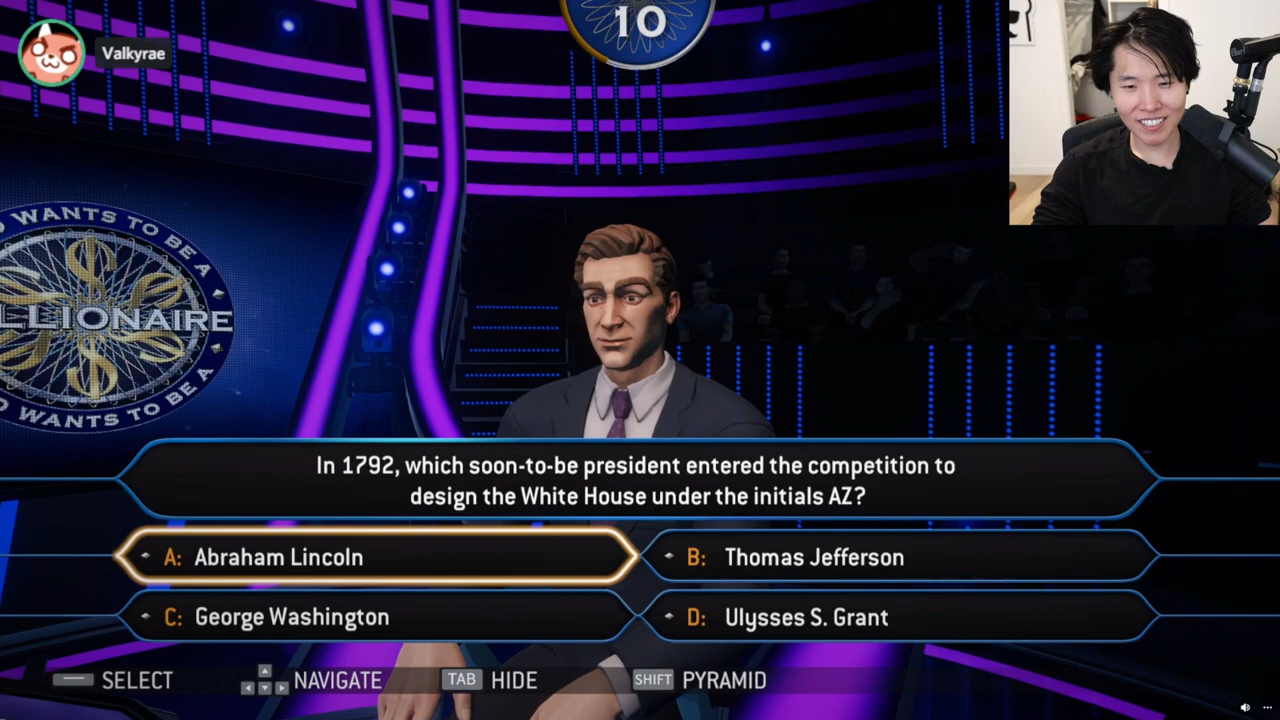 10
Valkyrae
WANTS TO BE A
LLIONAIRE
WANTS TO BE A
In 1792, which soon-to-be president entered the competition to
design the White House under the initials AZ?
A: Abraham Lincoln
B: Thomas Jefferson
C: George Washington
D: Ulysses S. Grant
SELECT
NAVIGATE
TAB HIDE
SHIFT PYRAMID